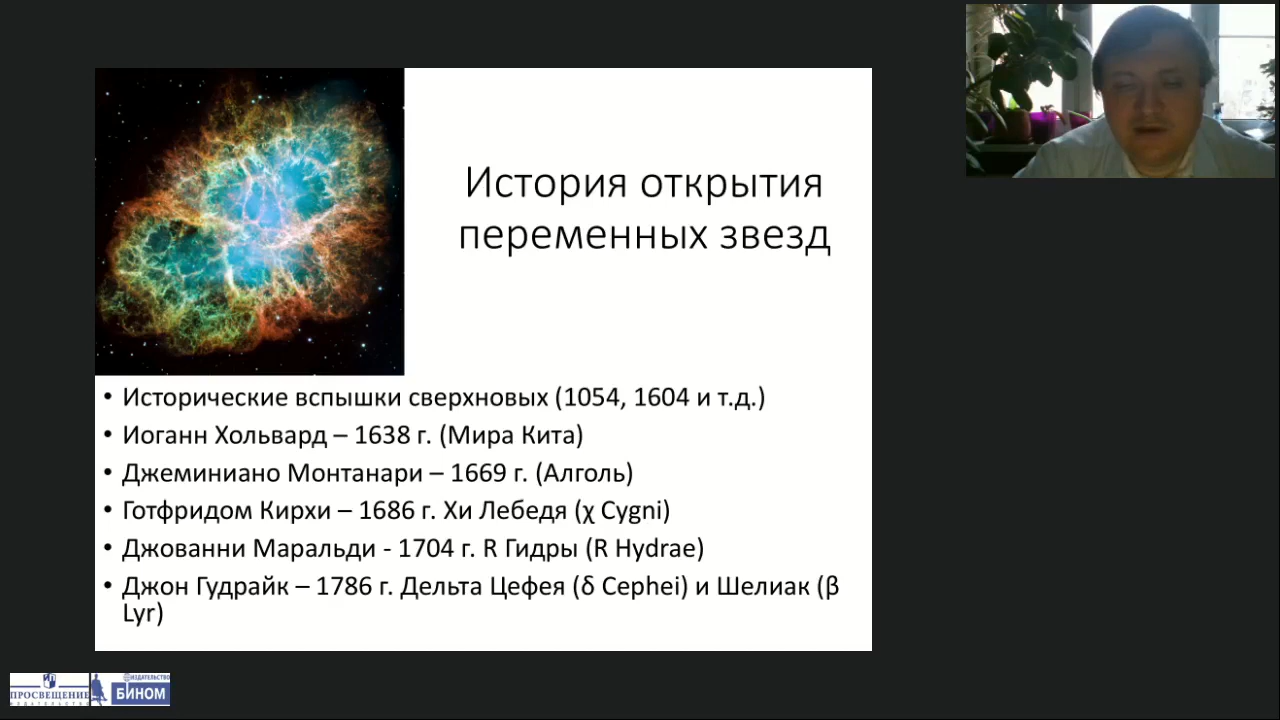 История открытия
переменных звезд
• Исторические вспышки сверхновых (1054, 1604 и т.д.)
• Иоганн Хольвард – 1638 г. (Мира Кита)
• Джеминиано Монтанари – 1669 г. (Алголь)
• Готфридом Кирхи – 1686 г. Хи Лебедя (χ Cygni)
• Джованни Маральди - 1704 г. R Гидры (R Hydrae)
• Джон Гудрайк – 1786 г. Дельта Цефея (δ Cephei) и Шелиак (β
Lyr)
ПРОСВЕЩЕНИЕ
ИЗДАТЕЛЬСТВО
ИЗДАТЕЛЬСТВО
БИНОМ